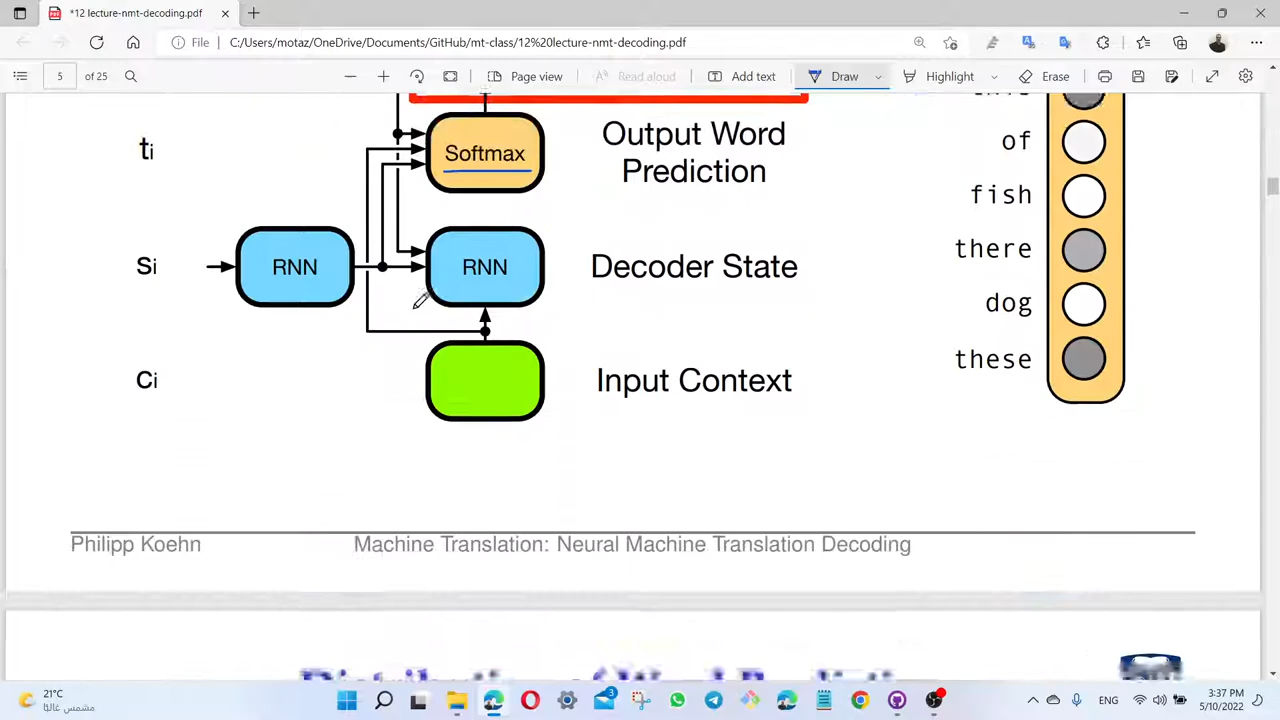 *12 lecture-nmt-decoding.pdf
File
C:/Users/motaz/OneDrive/Documents/GitHub/mt-class/12%20lecture-nmt-decoding.pdf
5 of 25
Page view
Read aloud
Add text
Draw
Highlight
Erase
ti
Softmax
Output Word
Prediction
of
fish
there
dog
these
Si
RNN
RNN
Decoder State
Ci
Input Context
Philipp Koehn
Machine Translation: Neural Machine Translation Decoding
21°C
مشمس غالبًا
3
ENG
3:37 PM
5/10/2022